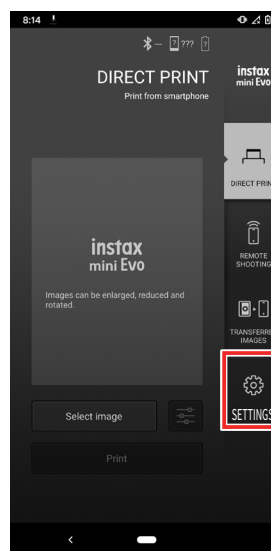 8:14
???
DIRECT PRINT
Print from smartphone
instax
mini Evo
instax
mini Evo
Images can be enlarged, reduced and
rotated.
Select image
Print
DIRECT PRIN
REMOTE
SHOOTING
TRANSFERRE
IMAGES
SETTINGS